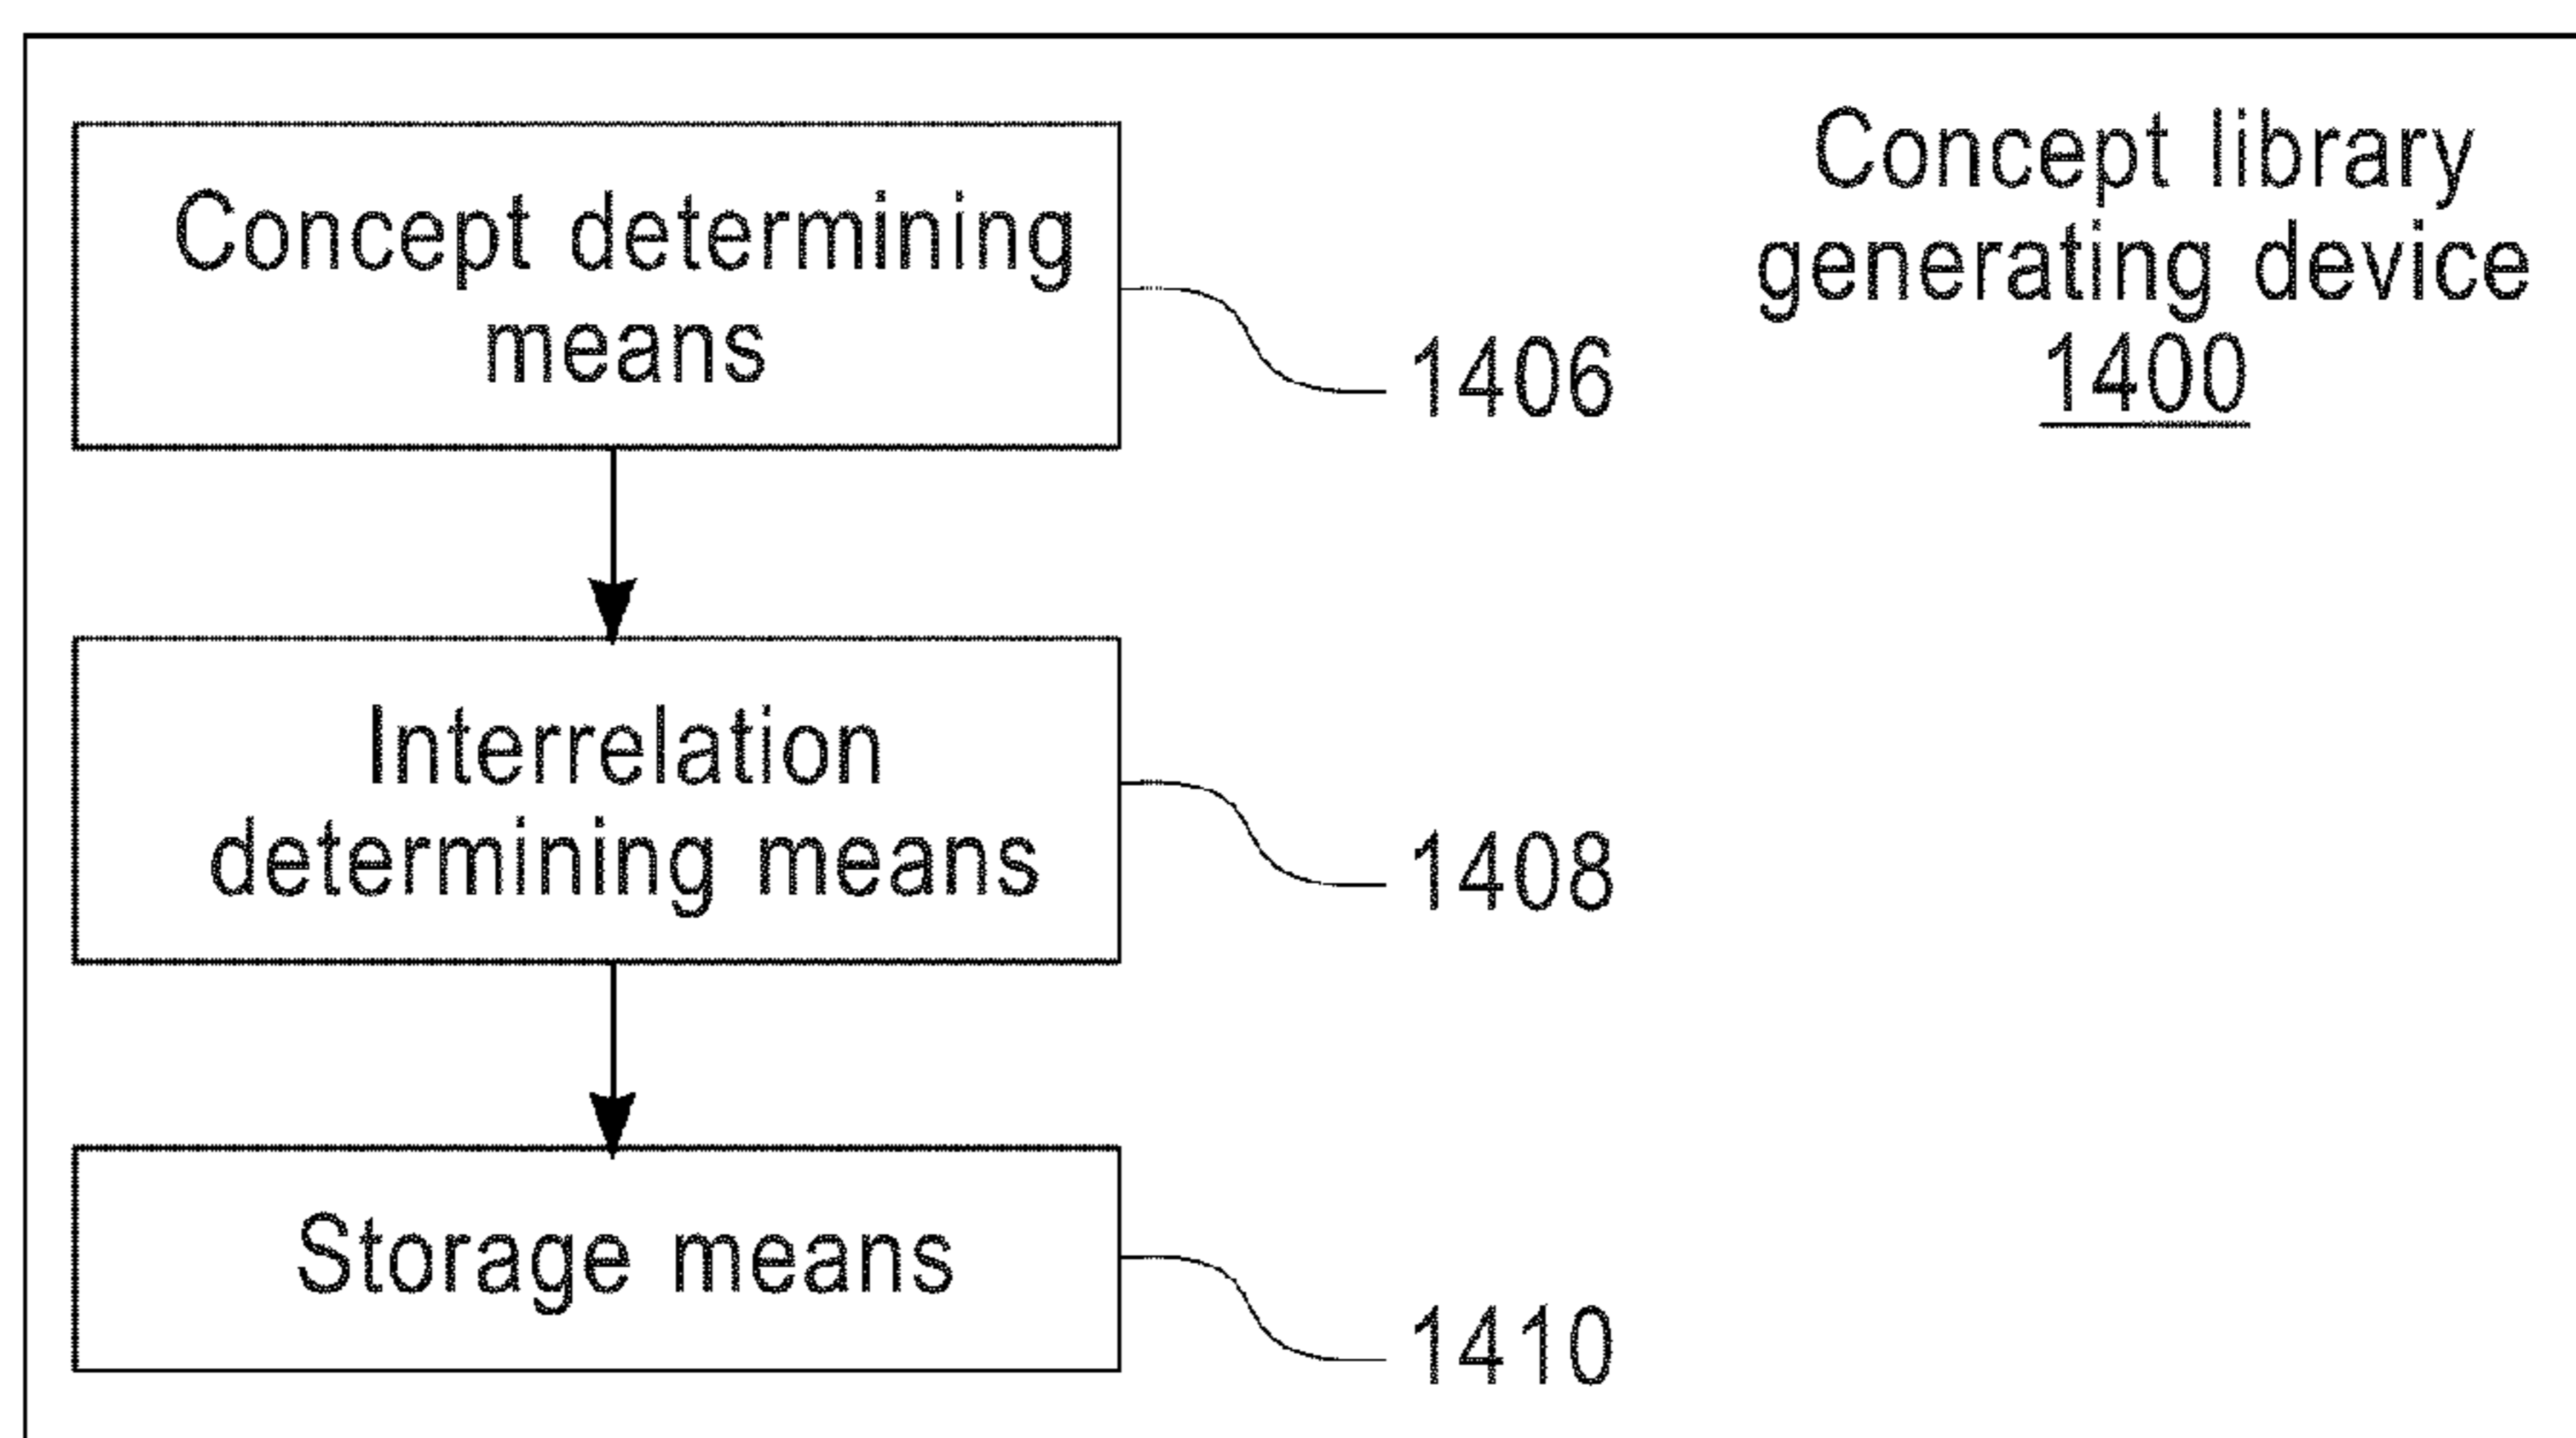 Concept determining
means
1406
Concept library
generating device
1400
Interrelation
determining means
1408
Storage means
1410